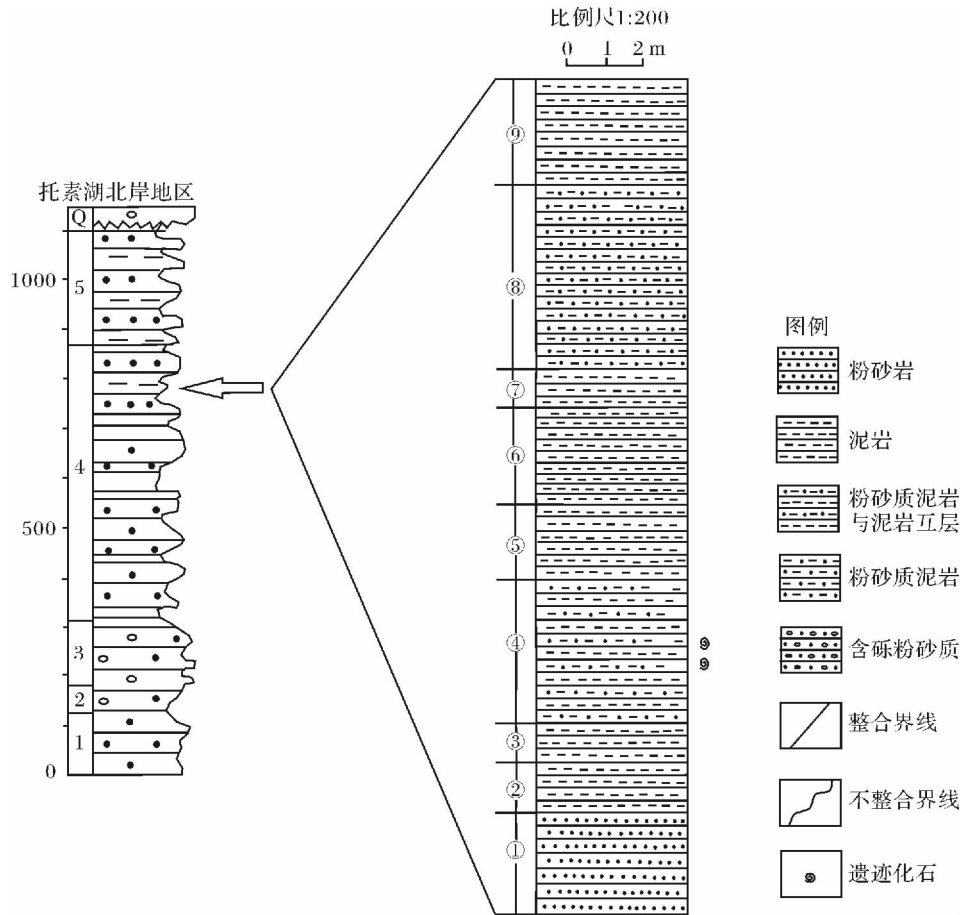 比例尺1:200
0 1 2 m
托素湖北岸地区
Q
5
4
3
2
1
1000
500
0
⑨
⑧
⑦
⑥
⑤
④
③
②
①
图例
粉砂岩
泥岩
粉砂质泥岩
与泥岩互层
粉砂质泥岩
含砾粉砂质
整合界线
不整合界线
遗迹化石